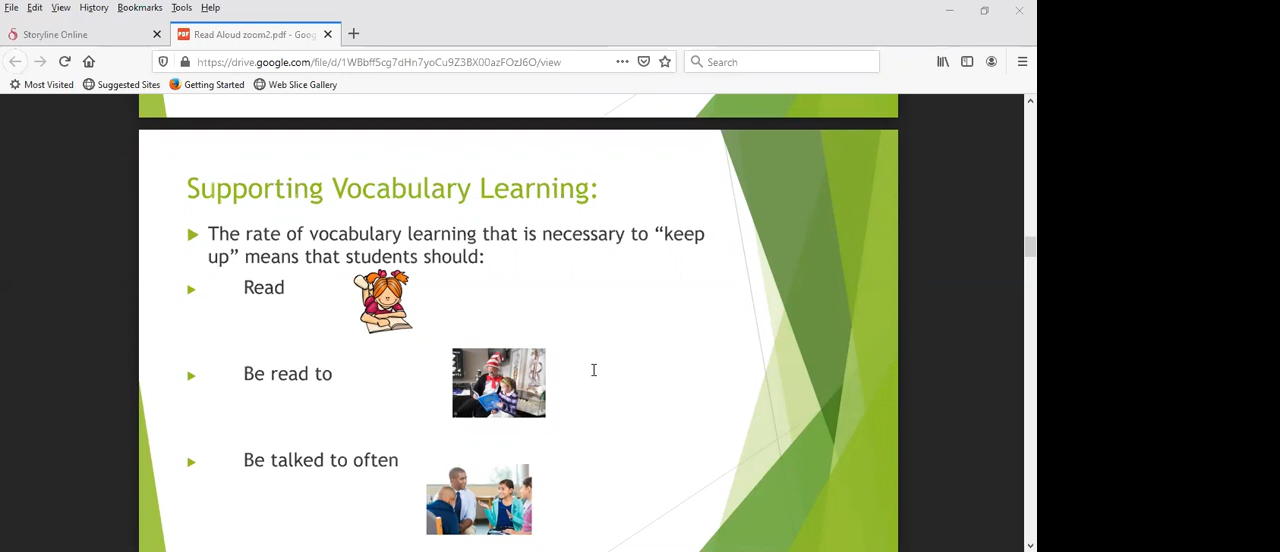 File Edit View History Bookmarks Tools Help
Storyline Online
Read Aloud zoom2.pdf - Goog
https://drive.google.com/file/d/1WBbff5cg7dHn7yoCu9Z3BX00azFOzJ6O/view
Search
Most Visited Suggested Sites Getting Started Web Slice Gallery
Supporting Vocabulary Learning:
The rate of vocabulary learning that is necessary to “keep
up” means that students should:
Read
Be read to
Be talked to often